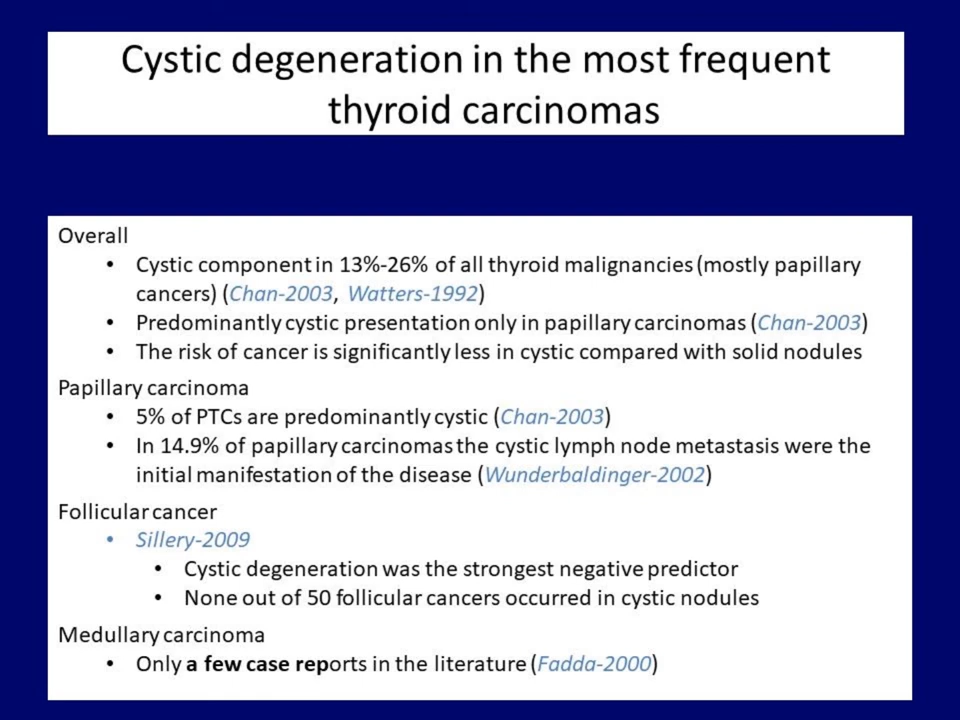 Cystic degeneration in the most frequent
thyroid carcinomas
Overall
• Cystic component in 13%-26% of all thyroid malignancies (mostly papillary
cancers) (Chan-2003, Watters-1992)
• Predominantly cystic presentation only in papillary carcinomas (Chan-2003)
• The risk of cancer is significantly less in cystic compared with solid nodules
Papillary carcinoma
• 5% of PTCs are predominantly cystic (Chan-2003)
• In 14.9% of papillary carcinomas the cystic lymph node metastasis were the
initial manifestation of the disease (Wunderbaldinger-2002)
Follicular cancer
• Sillery-2009
• Cystic degeneration was the strongest negative predictor
• None out of 50 follicular cancers occurred in cystic nodules
Medullary carcinoma
• Only a few case reports in the literature (Fadda-2000)